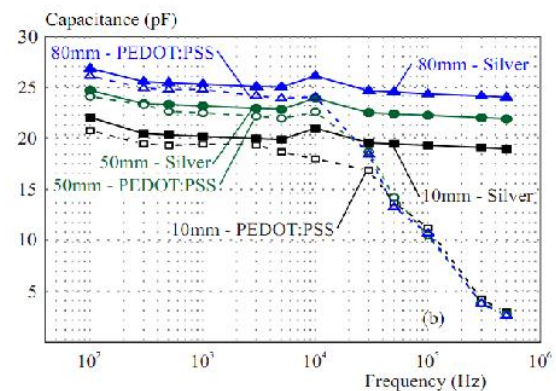 Capacitance (pF)
30
80mm - PEDOT:PSS
80mm - Silver
25
20
50mm - Silver
50mm - PEDOT:PSS
10mm - Silver
15
10mm - PEDOT:PSS
10
5
(b)
10² 10³ 10⁴ 10⁵ 10⁶
Frequency (Hz)